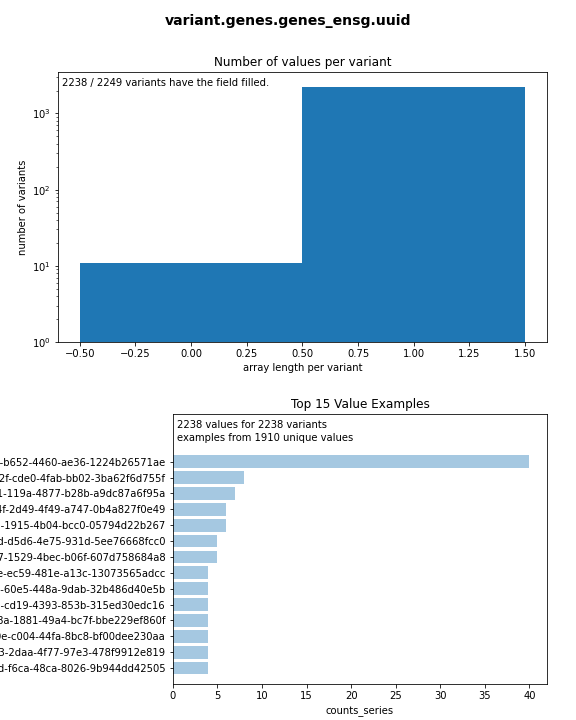 variant.genes.genes_ensg.uuid
Number of values per variant
2238 / 2249 variants have the field filled.
10³
10²
10¹
10⁰
number of variants
−0.50 −0.25 0.00 0.25 0.50 0.75 1.00 1.25 1.50
array length per variant
Top 15 Value Examples
2238 values for 2238 variants
examples from 1910 unique values
-b652-4460-ae36-1224b26571ae
2f-cde0-4fab-bb02-3ba62f6d755f
-119a-4877-b28b-a9dc87a6f95a
4f-2d49-4f49-a747-0b4a827f0e49
-1915-4b04-bcc0-05794d22b267
d-d5d6-4e75-931d-5ee76668fcc0
7-1529-4bec-b06f-607d758684a8
e-ec59-481e-a13c-13073565adcc
-60e5-448a-9dab-32b486d40e5b
-cd19-4393-853b-315ed30edc16
3a-1881-49a4-bc7f-bbe229ef860f
e-c004-44fa-8bc8-bf00dee230aa
3-2daa-4f77-97e3-478f9912e819
d-f6ca-48ca-8026-9b944dd42505
0 5 10 15 20 25 30 35 40
counts_series